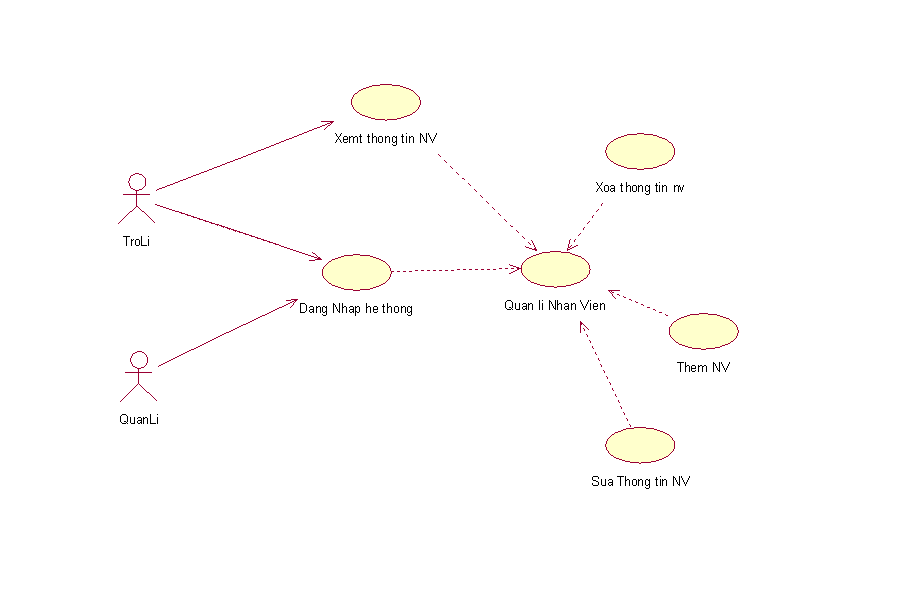 Xemt thong tin NV
Xoa thong tin nv
TroLi
Dang Nhap he thong
Quan li Nhan Vien
Them NV
QuanLi
Sua Thong tin NV